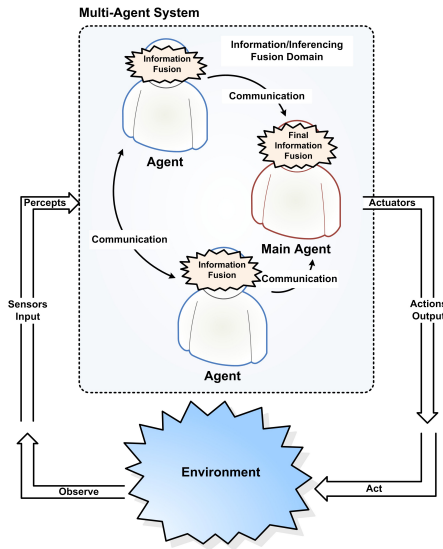 Multi-Agent System
Information
Fusion
Information/Inferencing
Fusion Domain
Communication
Final
Information
Fusion
Agent
Percepts
Actuators
Communication
Main Agent
Information
Fusion
Communication
Sensors
Input
Actions
Output
Agent
Environment
Observe
Act